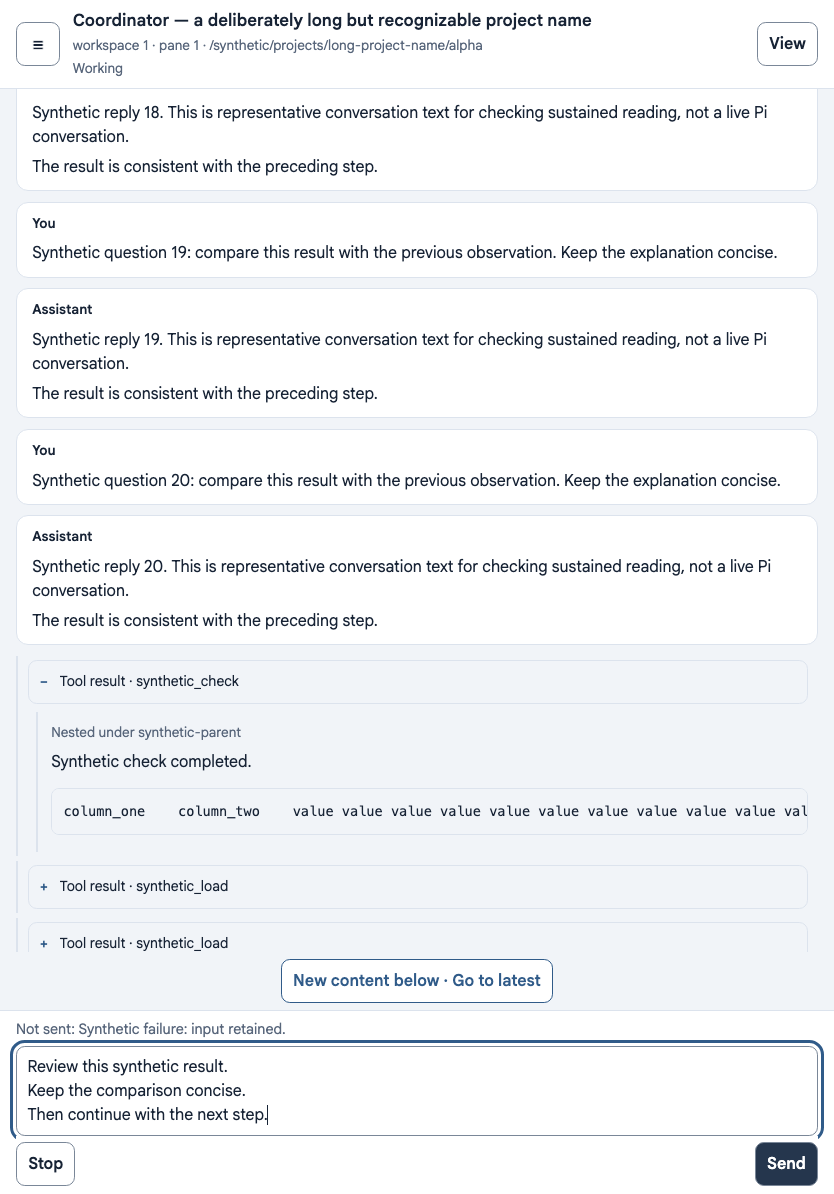 Coordinator — a deliberately long but recognizable project name
workspace 1 · pane 1 · /synthetic/projects/long-project-name/alpha
Working
View
Synthetic reply 18. This is representative conversation text for checking sustained reading, not a live Pi
conversation.
The result is consistent with the preceding step.
You
Synthetic question 19: compare this result with the previous observation. Keep the explanation concise.
Assistant
Synthetic reply 19. This is representative conversation text for checking sustained reading, not a live Pi
conversation.
The result is consistent with the preceding step.
You
Synthetic question 20: compare this result with the previous observation. Keep the explanation concise.
Assistant
Synthetic reply 20. This is representative conversation text for checking sustained reading, not a live Pi
conversation.
The result is consistent with the preceding step.
− Tool result · synthetic_check
Nested under synthetic-parent
Synthetic check completed.
column_one    column_two    value value value value value value value value value value val
+ Tool result · synthetic_load
+ Tool result · synthetic_load
New content below · Go to latest
Not sent: Synthetic failure: input retained.
Review this synthetic result.
Keep the comparison concise.
Then continue with the next step.
Stop
Send